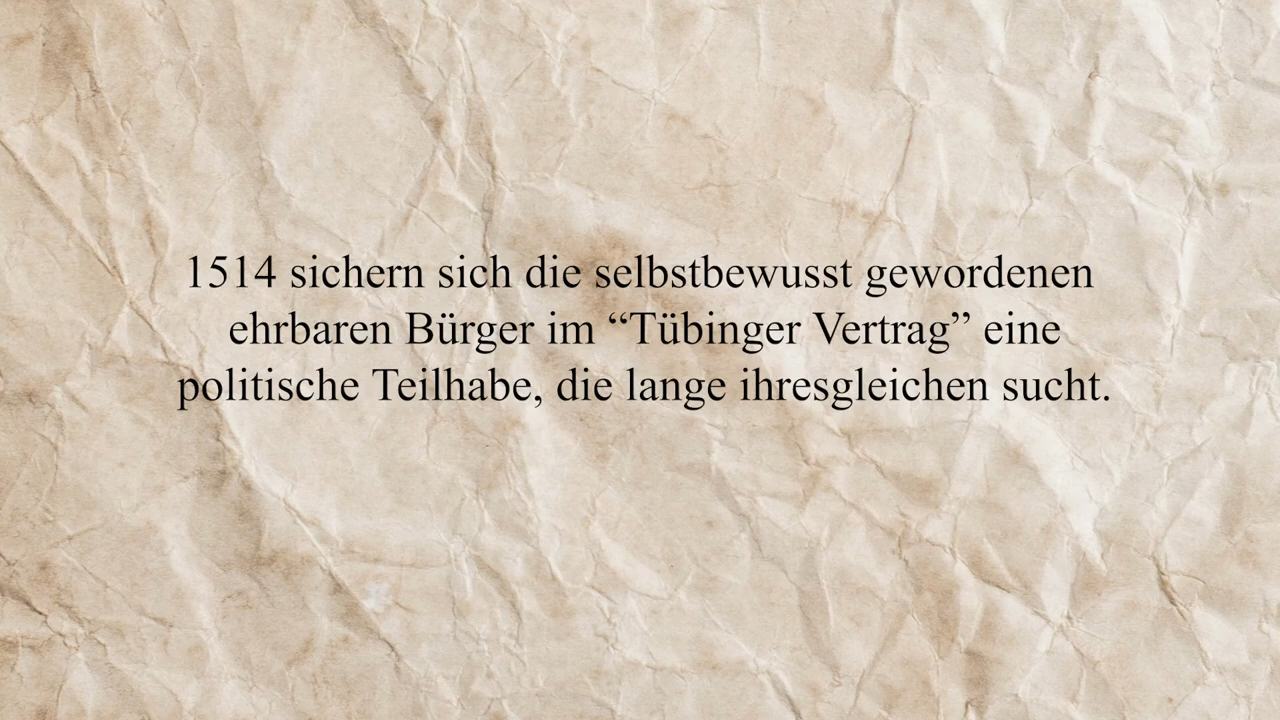 1514 sichern sich die selbstbewusst gewordenen
ehrbaren Bürger im “Tübinger Vertrag” eine
politische Teilhabe, die lange ihresgleichen sucht.